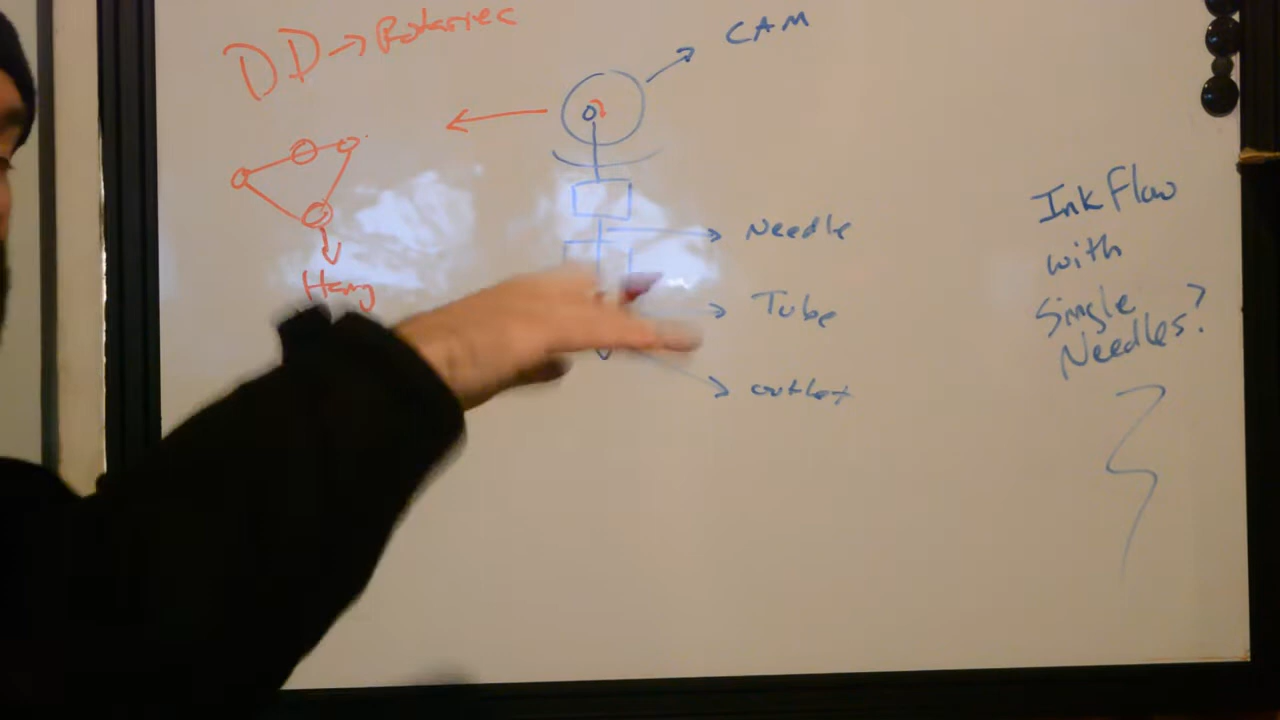 DD → Rotaries
CAM
Needle
Tube
outlet
Hang
Ink Flow
with
Single
Needles?